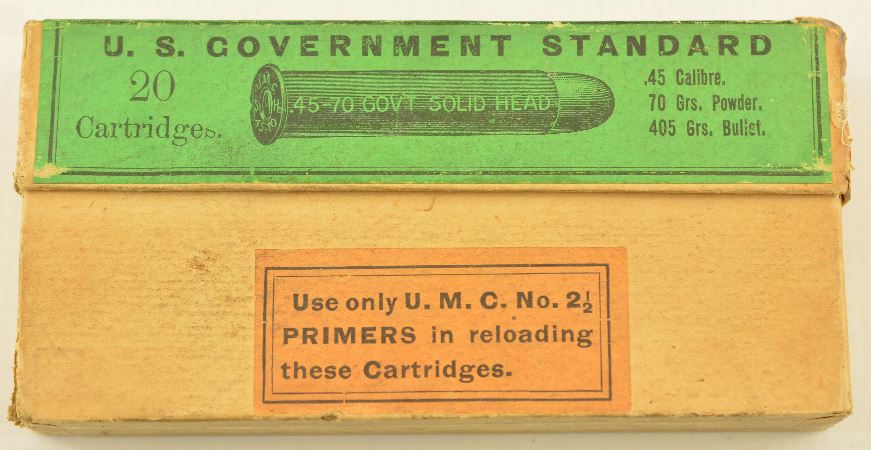 U. S. GOVERNMENT STANDARD
20
Cartridges.
.45-70 GOV'T SOLID HEAD
.45 Calibre.
70 Grs. Powder.
405 Grs. Bullet.
Use only U. M. C. No. 2½
PRIMERS in reloading
these Cartridges.